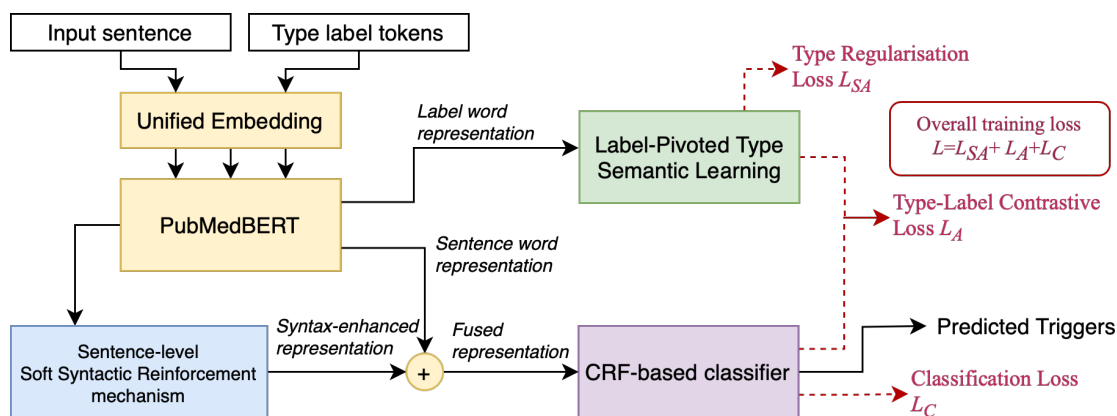 Input sentence
Type label tokens
Unified Embedding
PubMedBERT
Label word
representation
Label-Pivoted Type
Semantic Learning
Type Regularisation
Loss L_SA
Overall training loss
L=L_SA+ L_A+L_C
Type-Label Contrastive
Loss L_A
Sentence word
representation
Sentence-level
Soft Syntactic Reinforcement
mechanism
Syntax-enhanced
representation
+
Fused
representation
CRF-based classifier
Predicted Triggers
Classification Loss
L_C